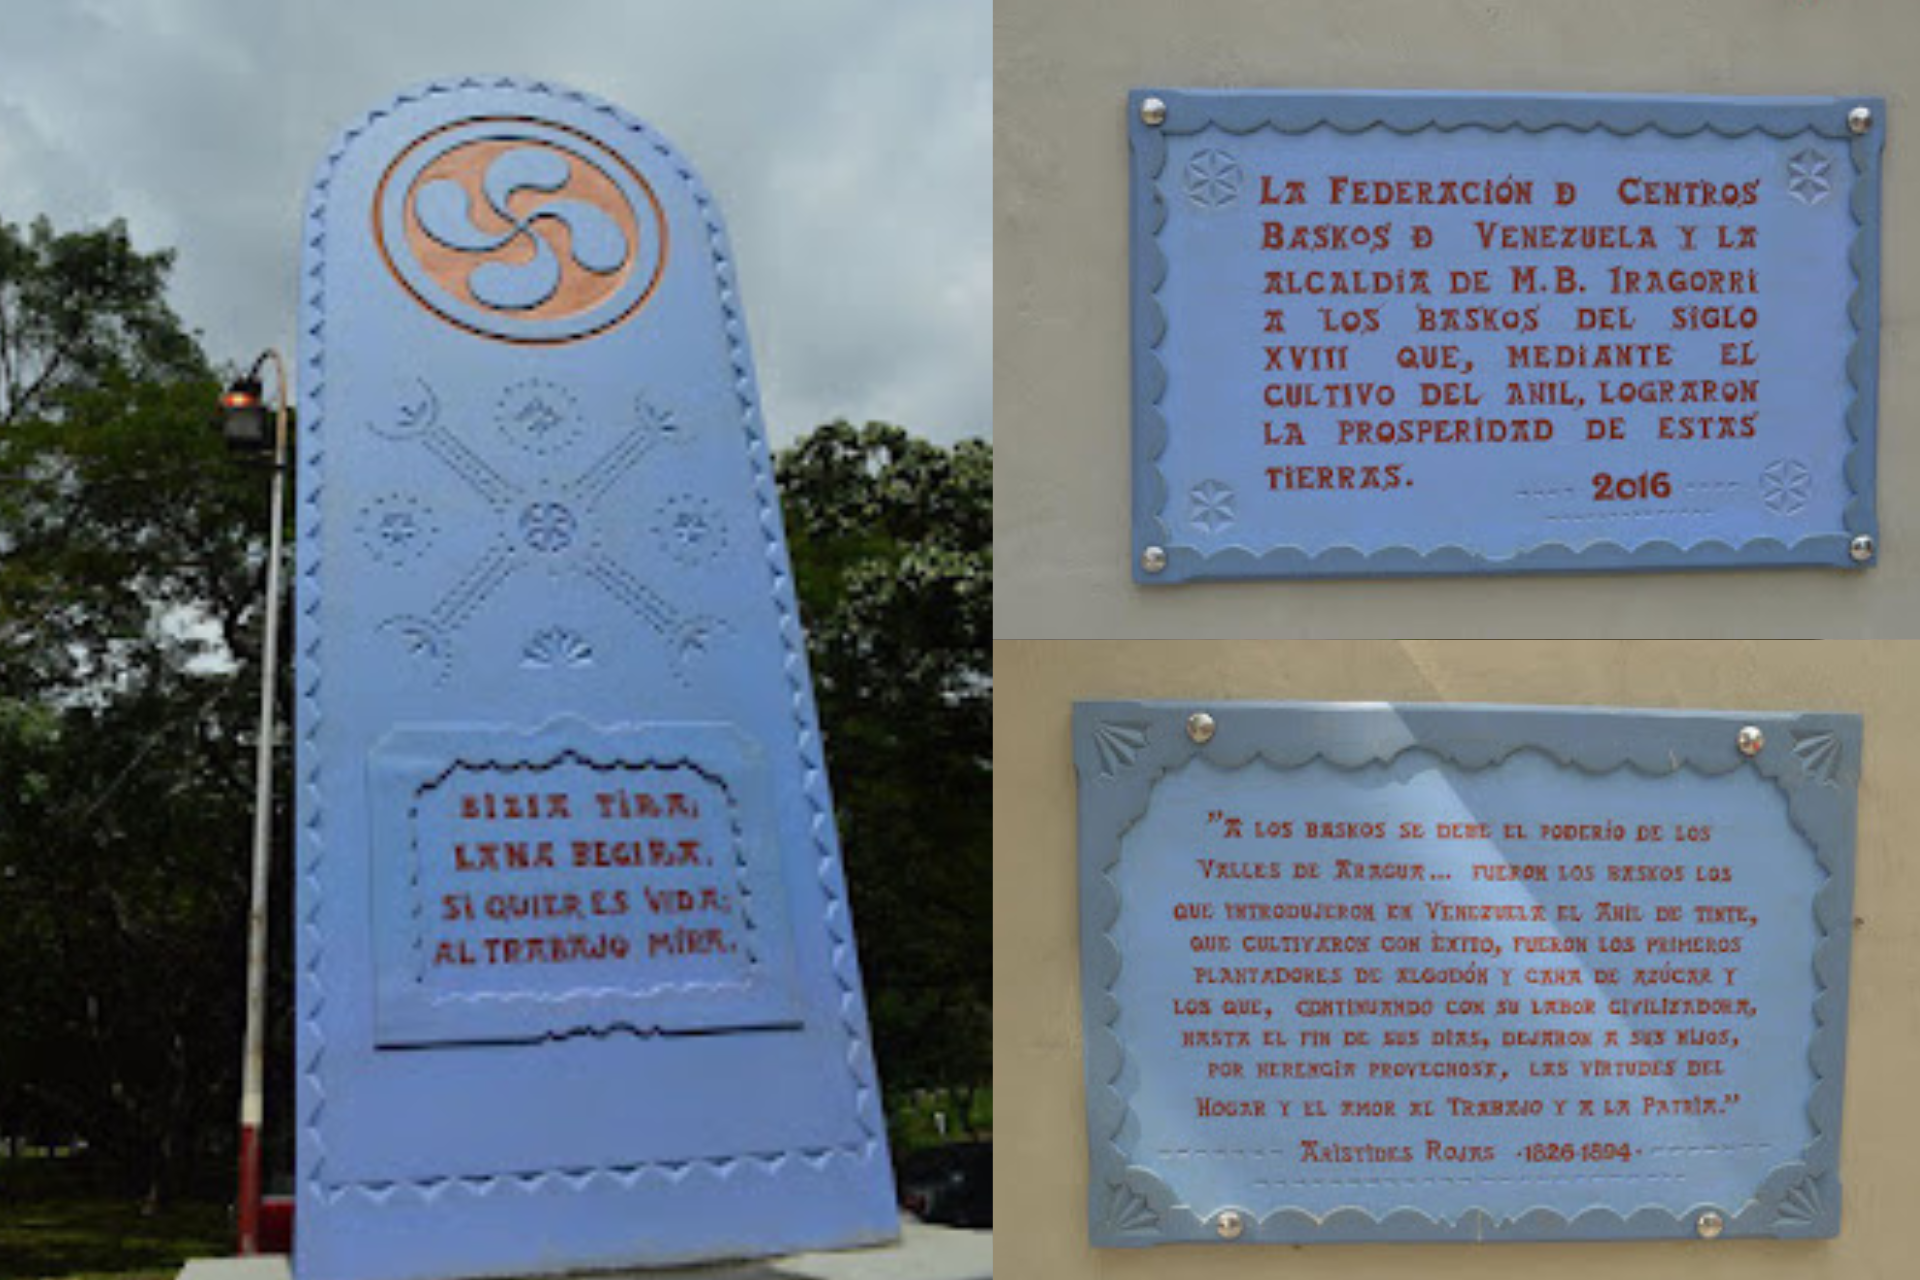 BIZIA TIRA;
LANA BEGIRA.
SI QUIERES VIDA;
AL TRABAJO MIRA.
LA FEDERACIÓN D CENTROS
BASKOS D VENEZUELA Y LA
ALCALDÍA DE M.B. IRAGORRI
A LOS BASKOS DEL SIGLO
XVIII QUE, MEDIANTE EL
CULTIVO DEL AÑIL, LOGRARON
LA PROSPERIDAD DE ESTAS
TIERRAS.
2016
"A LOS BASKOS SE DEBE EL PODERÍO DE LOS
VALLES DE ARAGUA... FUERON LOS BASKOS LOS
QUE INTRODUJERON EN VENEZUELA EL AÑIL DE TINTE,
QUE CULTIVARON CON ÉXITO, FUERON LOS PRIMEROS
PLANTADORES DE ALGODÓN Y CAÑA DE AZÚCAR Y
LOS QUE, CONTINUANDO CON SU LABOR CIVILIZADORA,
HASTA EL FIN DE SUS DÍAS, DEJARON A SUS HIJOS,
POR HERENCIA PROVECHOSA, LAS VIRTUDES DEL
HOGAR Y EL AMOR AL TRABAJO Y A LA PATRIA."
ARÍSTIDES ROJAS ·1826-1894·